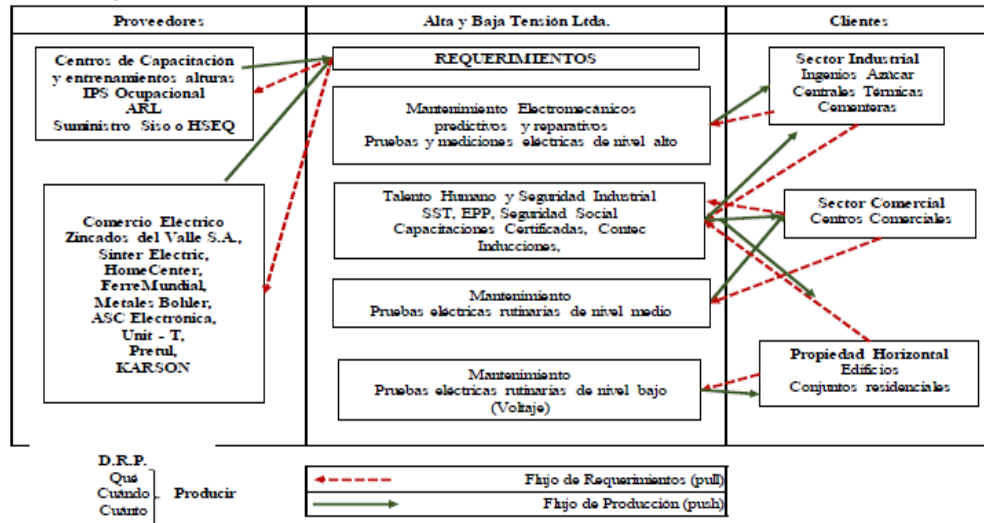 Proveedores
Alta y Baja Tensión Ltda.
Clientes
Centros de Capacitación
y entrenamientos alturas
IPS Ocupacional
ARL
Suministro Siso o HSEQ
Comercio Eléctrico
Zincados del Valle S.A.,
Sinter Electric,
HomeCenter,
FerreMundial,
Metales Bohler,
ASC Electrónica,
Unit - T,
Pretul,
KARSON
REQUERIMIENTOS
Mantenimiento Electromecánicos
predictivos y reparativos
Pruebas y mediciones eléctricas de nivel alto
Talento Humano y Seguridad Industrial
SST, EPP, Seguridad Social
Capacitaciones Certificadas, Contec
Inducciones,
Mantenimiento
Pruebas eléctricas rutinarias de nivel medio
Mantenimiento
Pruebas eléctricas rutinarias de nivel bajo
(Voltaje)
Sector Industrial
Ingenios Azúcar
Centrales Térmicas
Cementeras
Sector Comercial
Centros Comerciales
Propiedad Horizontal
Edificios
Conjuntos residenciales
D.R.P.
Qué
Cuándo
Cuánto
Producir
Flujo de Requerimientos (pull)
Flujo de Producción (push)